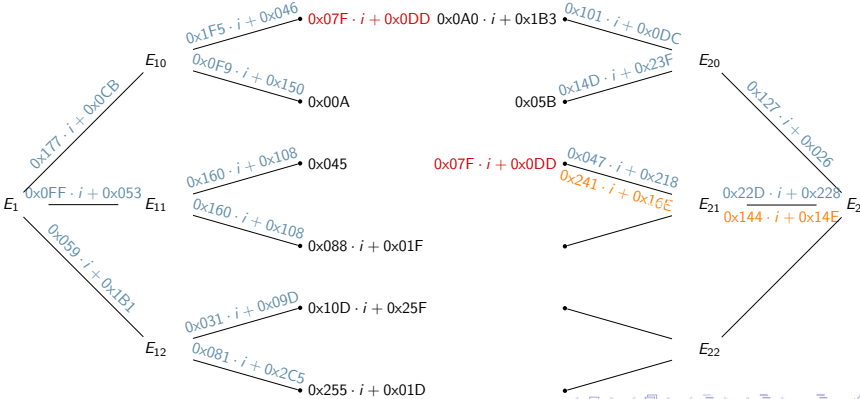 0x1F5 · i + 0x046
0x07F · i + 0x0DD
0x0A0 · i + 0x1B3
0x101 · i + 0x0DC
E10
E20
0x0F9 · i + 0x150
0x14D · i + 0x23F
0x177 · i + 0x0CB
0x00A
0x05B
0x127 · i + 0x026
0x160 · i + 0x108
0x045
0x07F · i + 0x0DD
0x047 · i + 0x218
0x241 · i + 0x16E
E1
0x0FF · i + 0x053
E11
E21
0x22D · i + 0x228
0x144 · i + 0x14E
E2
0x160 · i + 0x108
0x088 · i + 0x01F
0x059 · i + 0x1B1
0x031 · i + 0x09D
0x10D · i + 0x25F
E12
E22
0x081 · i + 0x2C5
0x255 · i + 0x01D